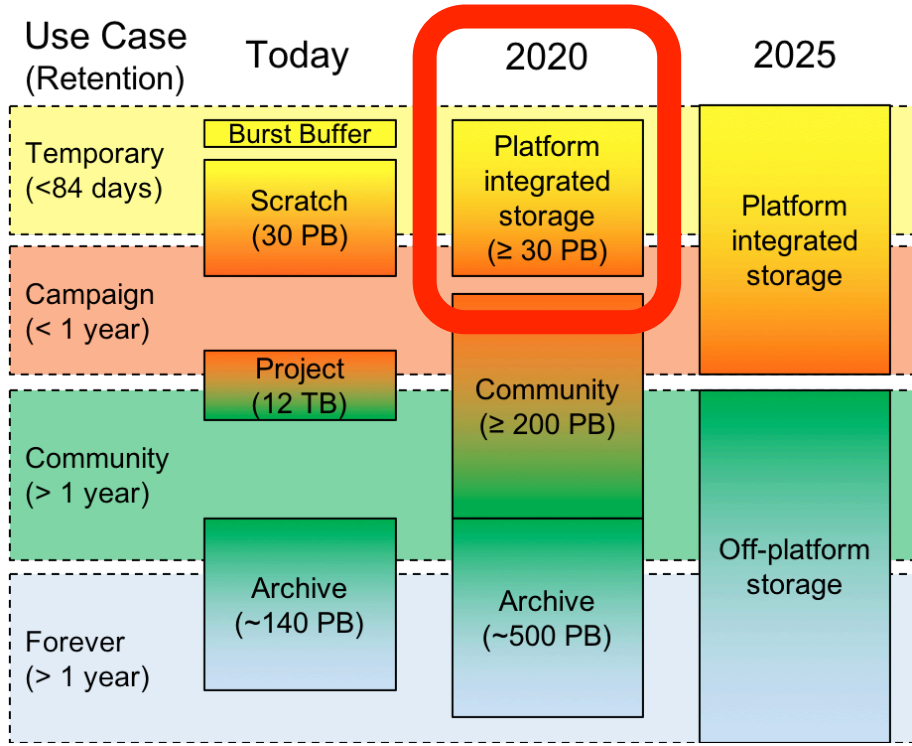 Use Case
(Retention)
Today
2020
2025
Temporary
(<84 days)
Burst Buffer
Scratch
(30 PB)
Platform
integrated
storage
(≥ 30 PB)
Platform
integrated
storage
Campaign
(< 1 year)
Project
(12 TB)
Community
(≥ 200 PB)
Community
(> 1 year)
Archive
(~140 PB)
Archive
(~500 PB)
Off-platform
storage
Forever
(> 1 year)